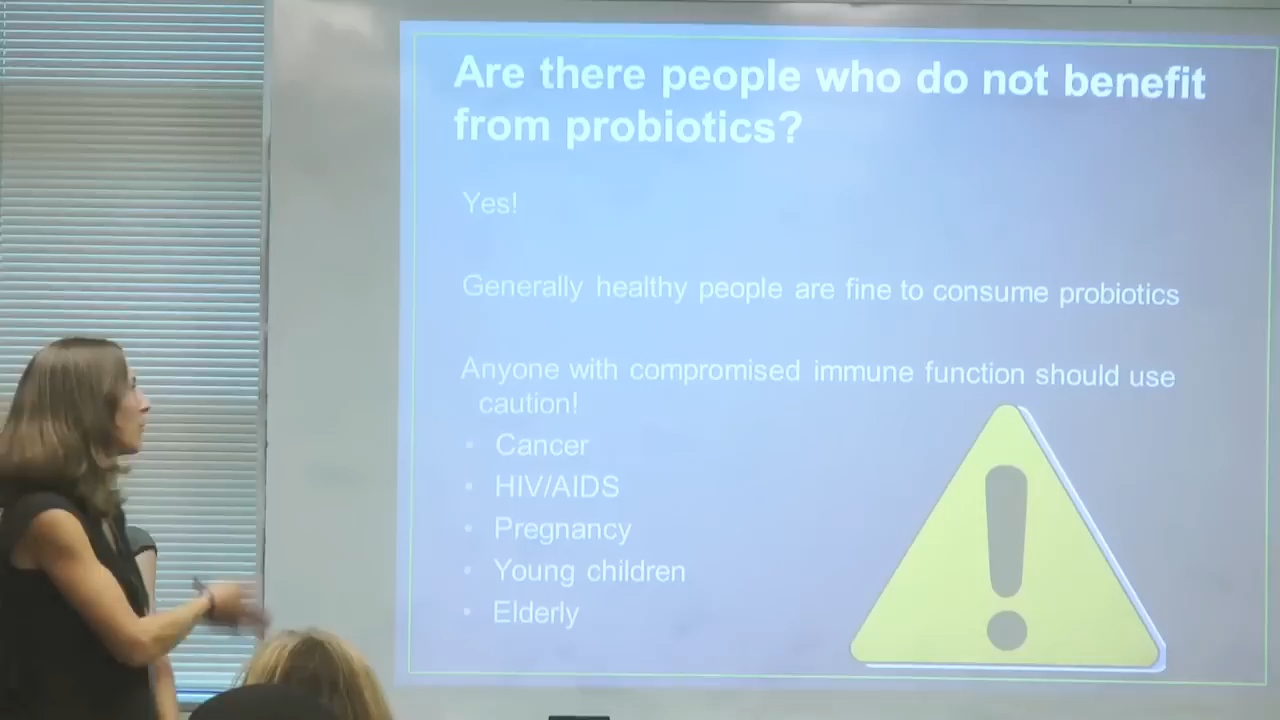 Are there people who do not benefit
from probiotics?
Yes!
Generally healthy people are fine to consume probiotics
Anyone with compromised immune function should use
caution!
• Cancer
• HIV/AIDS
• Pregnancy
• Young children
• Elderly